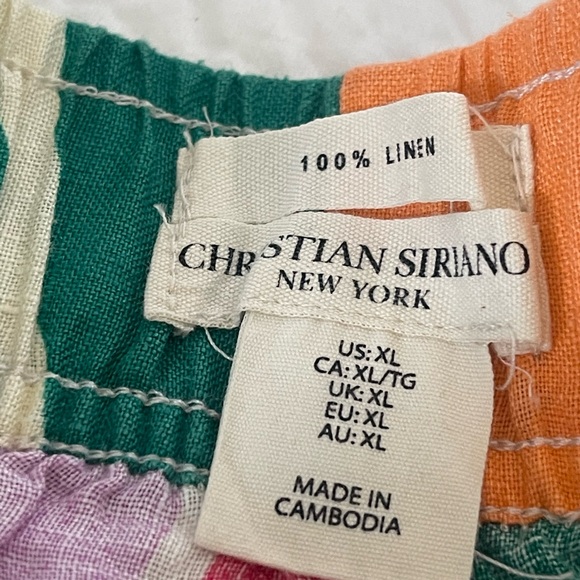 100% LINEN
CHRISTIAN SIRIANO
NEW YORK
US: XL
CA: XL/TG
UK: XL
EU: XL
AU: XL
MADE IN
CAMBODIA